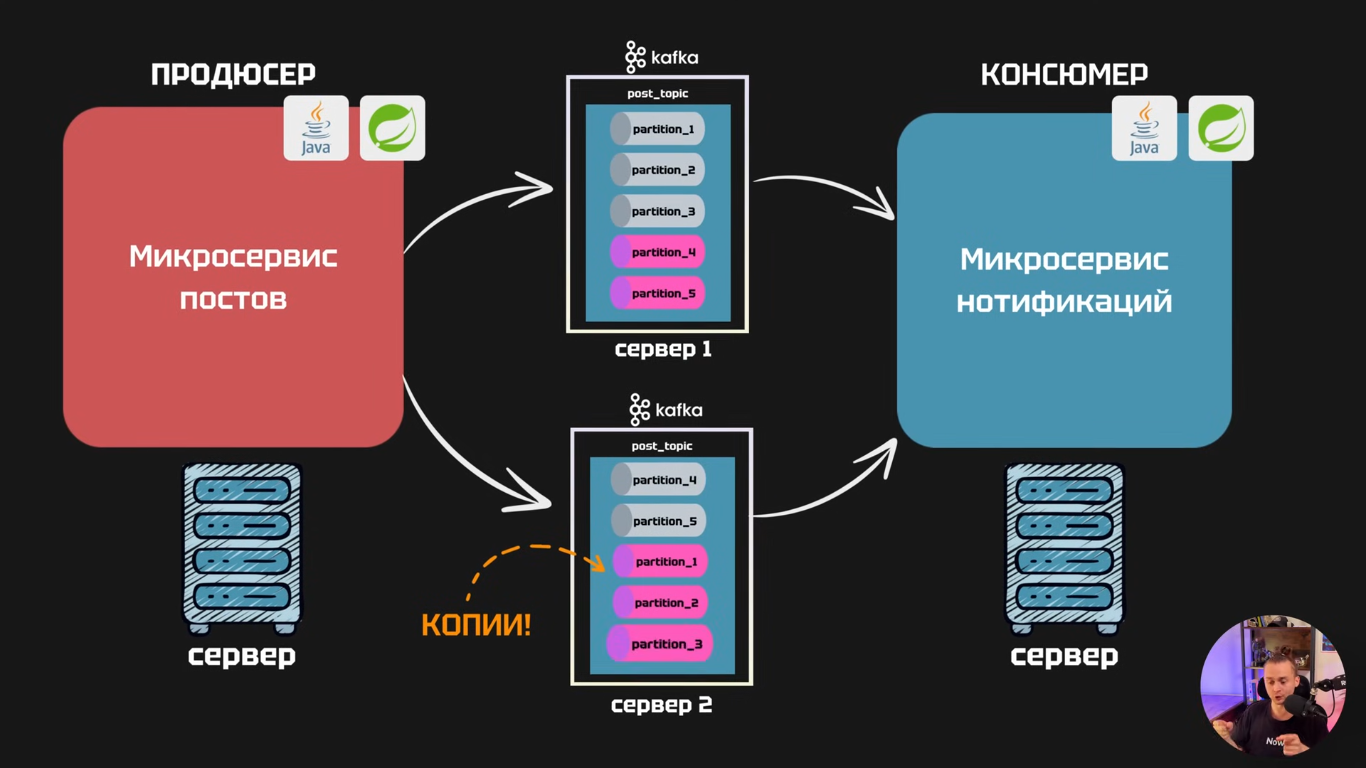 ПРОДЮСЕР
Java
Микросервис
постов
сервер
kafka
post_topic
partition_1
partition_2
partition_3
partition_4
partition_5
сервер 1
kafka
post_topic
partition_4
partition_5
partition_1
partition_2
partition_3
сервер 2
КОПИИ!
КОНСЮМЕР
Java
Микросервис
нотификаций
сервер
Now